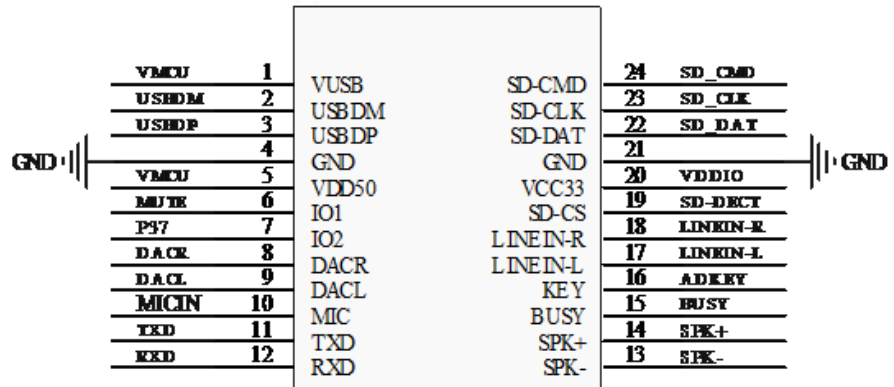 VMCU 1 VUSB SD-CMD 24 SD_CMD
USBDM 2 USBDM SD-CLK 23 SD_CLK
USBDP 3 USBDP SD-DAT 22 SD_DAT
GND 4 GND GND 21 GND
VMCU 5 VDD50 VCC33 20 VDDIO
MUTE 6 IO1 SD-CS 19 SD-DECT
P37 7 IO2 LINEIN-R 18 LINKIN-R
DACR 8 DACR LINEIN-L 17 LINKIN-L
DACL 9 DACL KEY 16 ADKEY
MICIN 10 MIC BUSY 15 BUSY
TXD 11 TXD SPK+ 14 SPK+
RXD 12 RXD SPK- 13 SPK-